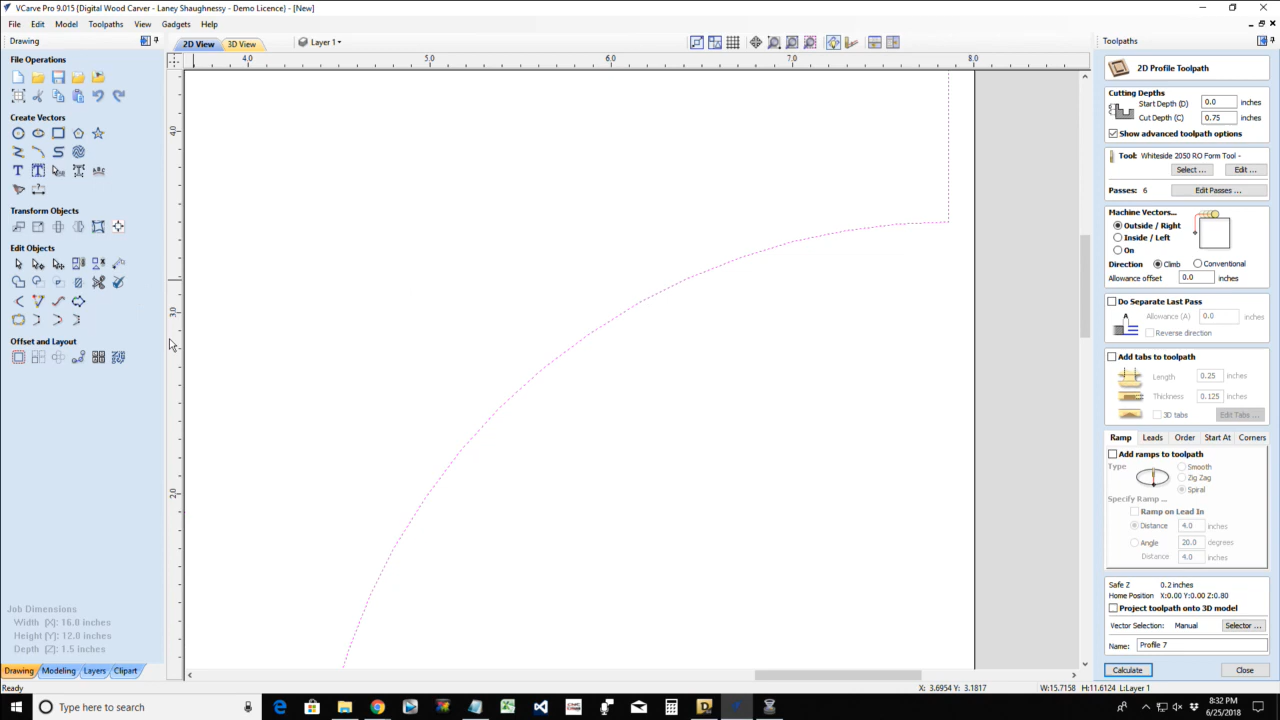 VCarve Pro 9.015 {Digital Wood Carver - Laney Shaughnessy - Demo Licence} - [New]
File Edit Model Toolpaths View Gadgets Help
Drawing
File Operations
Create Vectors
Transform Objects
Edit Objects
Offset and Layout
Job Dimensions
Width (X): 16.0 inches
Height (Y): 12.0 inches
Depth (Z): 1.5 inches
Drawing Modeling Layers Clipart
Ready
2D View 3D View Layer 1
4.0 5.0 6.0 7.0 8.0
4.0
3.0
2.0
Toolpaths
2D Profile Toolpath
Cutting Depths
Start Depth (D) 0.0 inches
Cut Depth (C) 0.75 inches
Show advanced toolpath options
Tool: Whiteside 2050 RO Form Tool -
Select ... Edit ...
Passes: 6 Edit Passes ...
Machine Vectors...
Outside / Right
Inside / Left
On
Direction Climb Conventional
Allowance offset 0.0 inches
Do Separate Last Pass
A Allowance (A) 0.0 inches
Reverse direction
Add tabs to toolpath
Length 0.25 inches
Thickness 0.125 inches
3D tabs Edit Tabs ...
Ramp Leads Order Start At Corners
Add ramps to toolpath
Type Smooth
Zig Zag
Spiral
Specify Ramp ...
Ramp on Lead In
Distance 4.0 inches
Angle 20.0 degrees
Distance 4.0 inches
Safe Z 0.2 inches
Home Position X:0.00 Y:0.00 Z:0.80
Project toolpath onto 3D model
Vector Selection: Manual Selector ...
Name: Profile 7
Calculate Close
X: 3.6954 Y: 3.1817 W:15.7158 H:11.6124 L:Layer 1
Type here to search
8:32 PM
6/25/2018